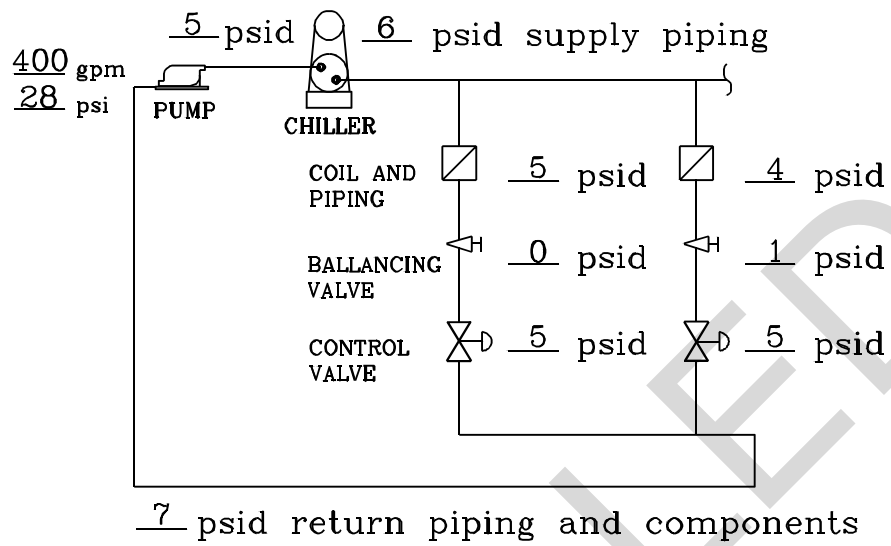 5 psid 6 psid supply piping
400 gpm
28 psi
PUMP
CHILLER
COIL AND
PIPING
5 psid 4 psid
BALLANCING
VALVE
0 psid 1 psid
CONTROL
VALVE
5 psid 5 psid
7 psid return piping and components